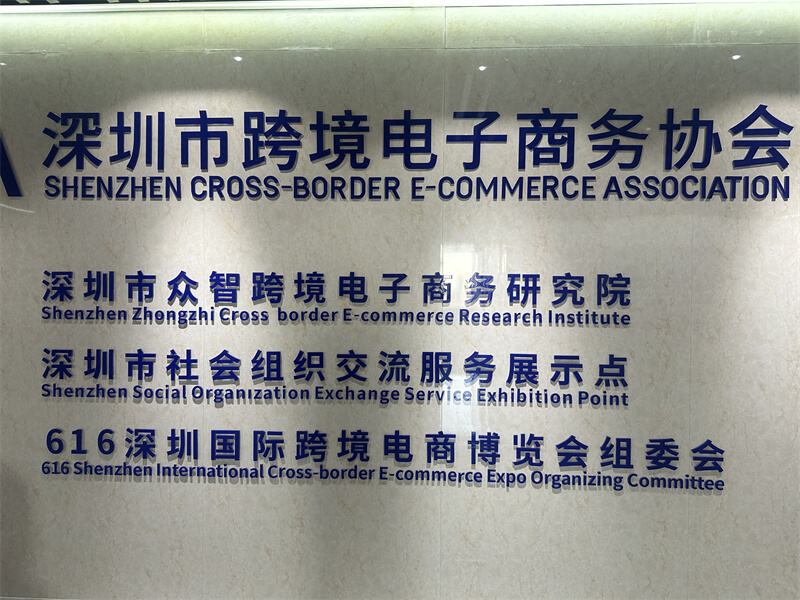 深圳市跨境电子商务协会
SHENZHEN CROSS-BORDER E-COMMERCE ASSOCIATION
深圳市众智跨境电子商务研究院
Shenzhen Zhongzhi Cross border E-commerce Research Institute
深圳市社会组织交流服务展示点
Shenzhen Social Organization Exchange Service Exhibition Point
616深圳国际跨境电商博览会组委会
616 Shenzhen International Cross-border E-commerce Expo Organizing Committee